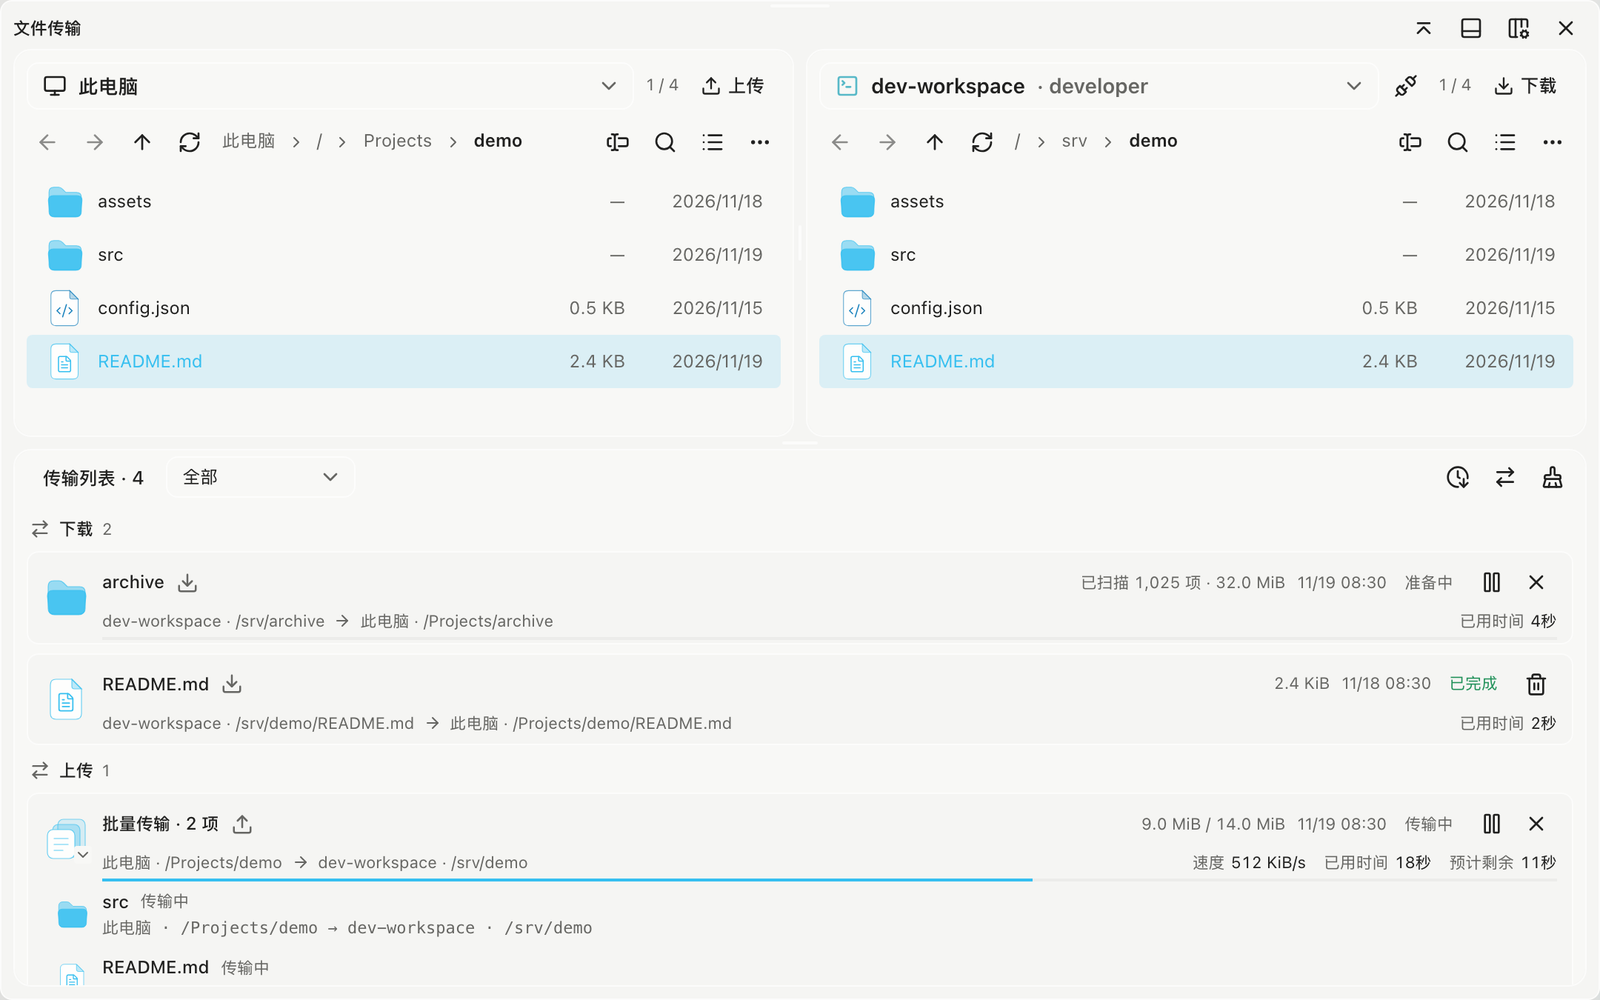 文件传输
此电脑 1 / 4 上传
此电脑 > / > Projects > demo
assets — 2026/11/18
src — 2026/11/19
config.json 0.5 KB 2026/11/15
README.md 2.4 KB 2026/11/19
dev-workspace · developer 1 / 4 下载
/ > srv > demo
assets — 2026/11/18
src — 2026/11/19
config.json 0.5 KB 2026/11/15
README.md 2.4 KB 2026/11/19
传输列表 · 4 全部
下载 2
archive 已扫描 1,025 项 · 32.0 MiB 11/19 08:30 准备中
dev-workspace · /srv/archive → 此电脑 · /Projects/archive 已用时间 4秒
README.md 2.4 KiB 11/18 08:30 已完成
dev-workspace · /srv/demo/README.md → 此电脑 · /Projects/demo/README.md 已用时间 2秒
上传 1
批量传输 · 2 项 9.0 MiB / 14.0 MiB 11/19 08:30 传输中
此电脑 · /Projects/demo → dev-workspace · /srv/demo 速度 512 KiB/s 已用时间 18秒 预计剩余 11秒
src 传输中
此电脑 · /Projects/demo → dev-workspace · /srv/demo
README.md 传输中